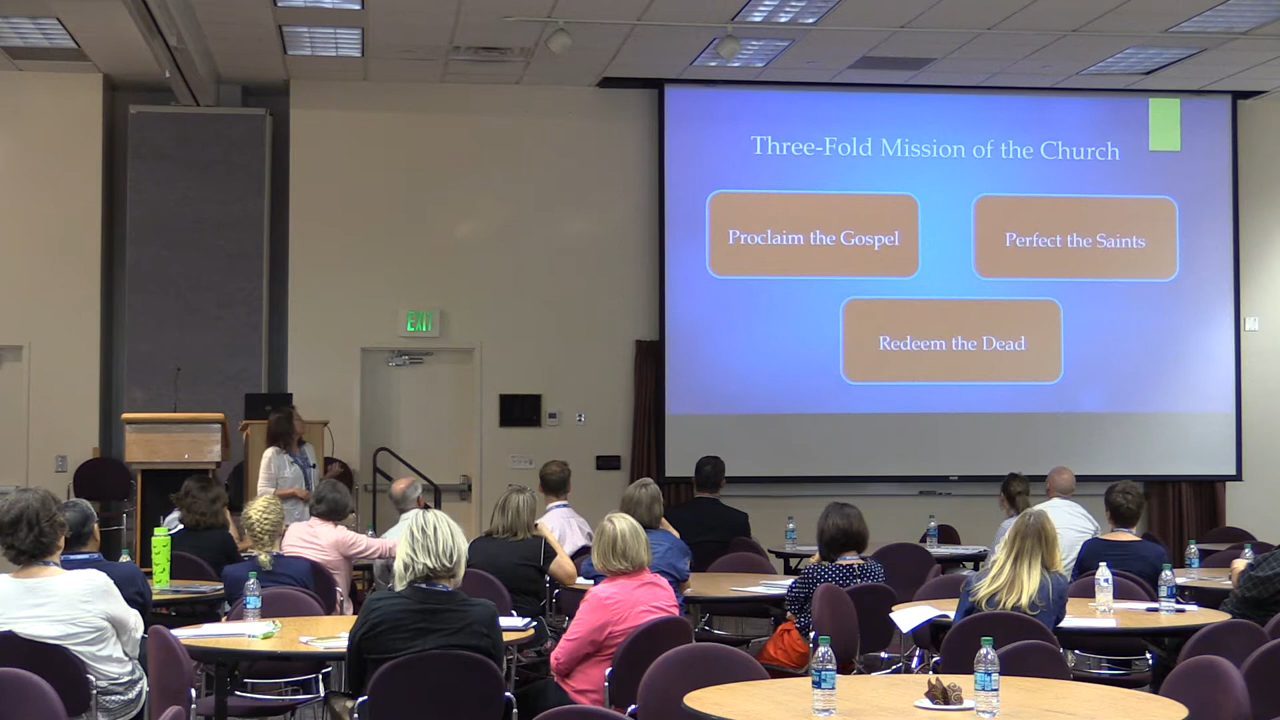 Three-Fold Mission of the Church
Proclaim the Gospel
Perfect the Saints
Redeem the Dead
EXIT